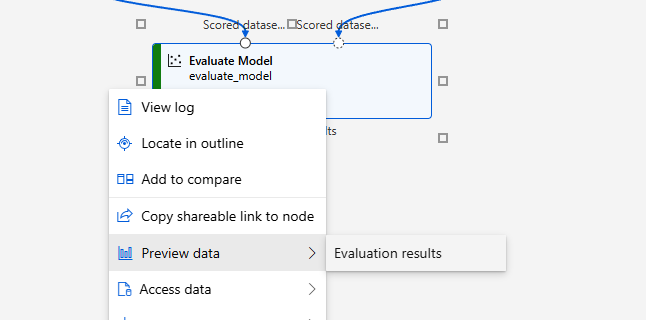 Scored datase... Scored datase...
Evaluate Model
evaluate_model
lts
View log
Locate in outline
Add to compare
Copy shareable link to node
Preview data
Evaluation results
Access data